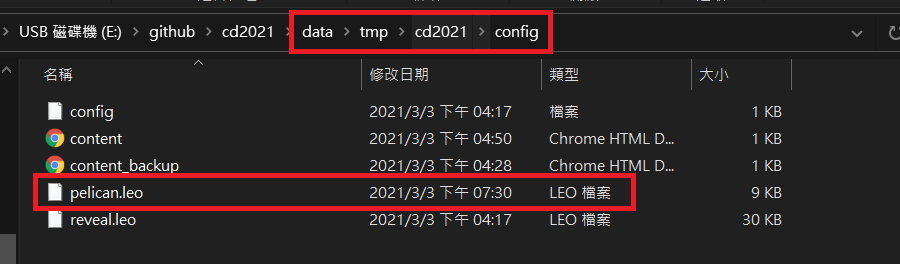 USB 磁碟機 (E:) › github › cd2021 › data › tmp › cd2021 › config
名稱 修改日期 類型 大小
config 2021/3/3 下午 04:17 檔案 1 KB
content 2021/3/3 下午 04:50 Chrome HTML D... 1 KB
content_backup 2021/3/3 下午 04:28 Chrome HTML D... 1 KB
pelican.leo 2021/3/3 下午 07:30 LEO 檔案 9 KB
reveal.leo 2021/3/3 下午 04:17 LEO 檔案 30 KB